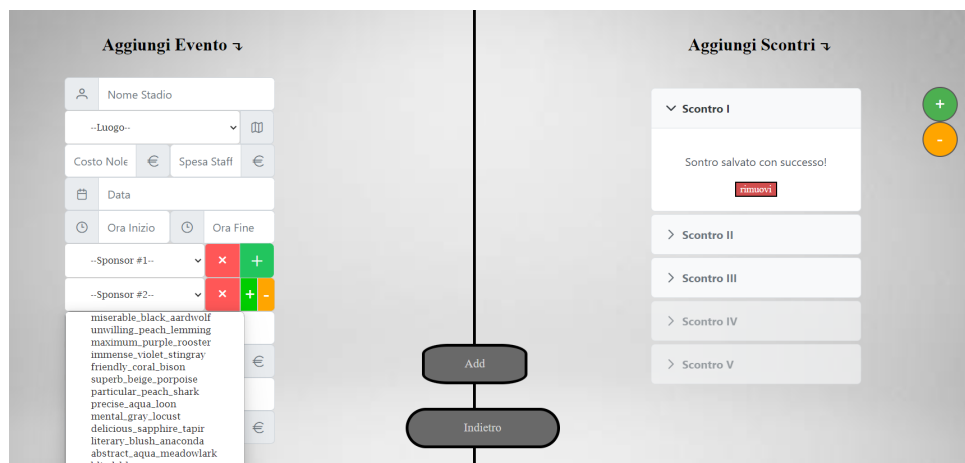 Aggiungi Evento ↴
Nome Stadio
--Luogo--
Costo Nole € Spesa Staff €
Data
Ora Inizio Ora Fine
--Sponsor #1-- × +
--Sponsor #2-- × + -
miserable_black_aardwolf
unwilling_peach_lemming
maximum_purple_rooster
immense_violet_stingray
friendly_coral_bison
superb_beige_porpoise
particular_peach_shark
precise_aqua_loon
mental_gray_locust
delicious_sapphire_tapir
literary_blush_anaconda
abstract_aqua_meadowlark
€
€
Add
Indietro
Aggiungi Scontri ↴
Scontro I
Sontro salvato con successo!
rimuovi
Scontro II
Scontro III
Scontro IV
Scontro V
+
-